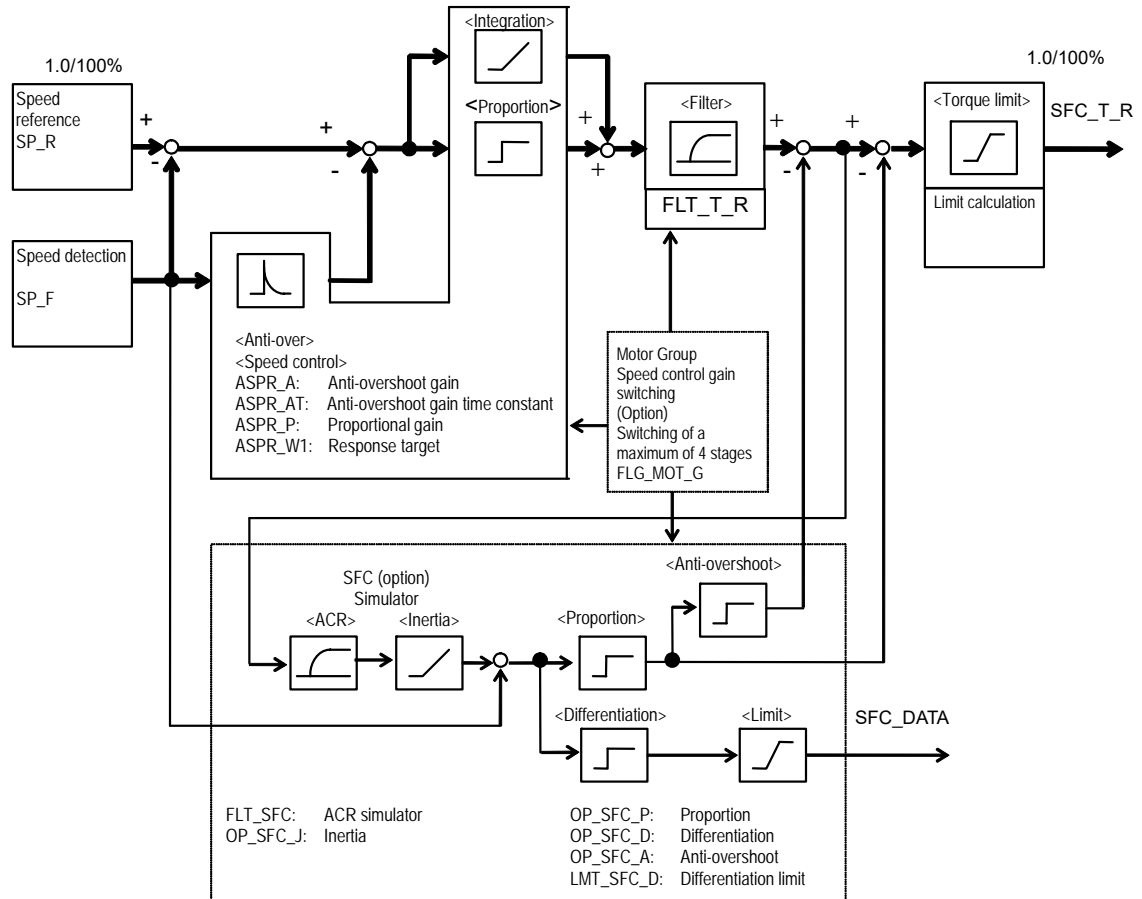 <Integration>
1.0/100%
1.0/100%
Speed
reference
SP_R
+
-
+
-
<Proportion>
+
+
<Filter>
FLT_T_R
+
-
+
-
<Torque limit>
SFC_T_R
Limit calculation
Speed detection
SP_F
<Anti-over>
<Speed control>
ASPR_A: Anti-overshoot gain
ASPR_AT: Anti-overshoot gain time constant
ASPR_P: Proportional gain
ASPR_W1: Response target
Motor Group
Speed control gain
switching
(Option)
Switching of a
maximum of 4 stages
FLG_MOT_G
<Anti-overshoot>
SFC (option)
Simulator
<ACR>
<Inertia>
<Proportion>
<Differentiation>
<Limit>
SFC_DATA
FLT_SFC: ACR simulator
OP_SFC_J: Inertia
OP_SFC_P: Proportion
OP_SFC_D: Differentiation
OP_SFC_A: Anti-overshoot
LMT_SFC_D: Differentiation limit